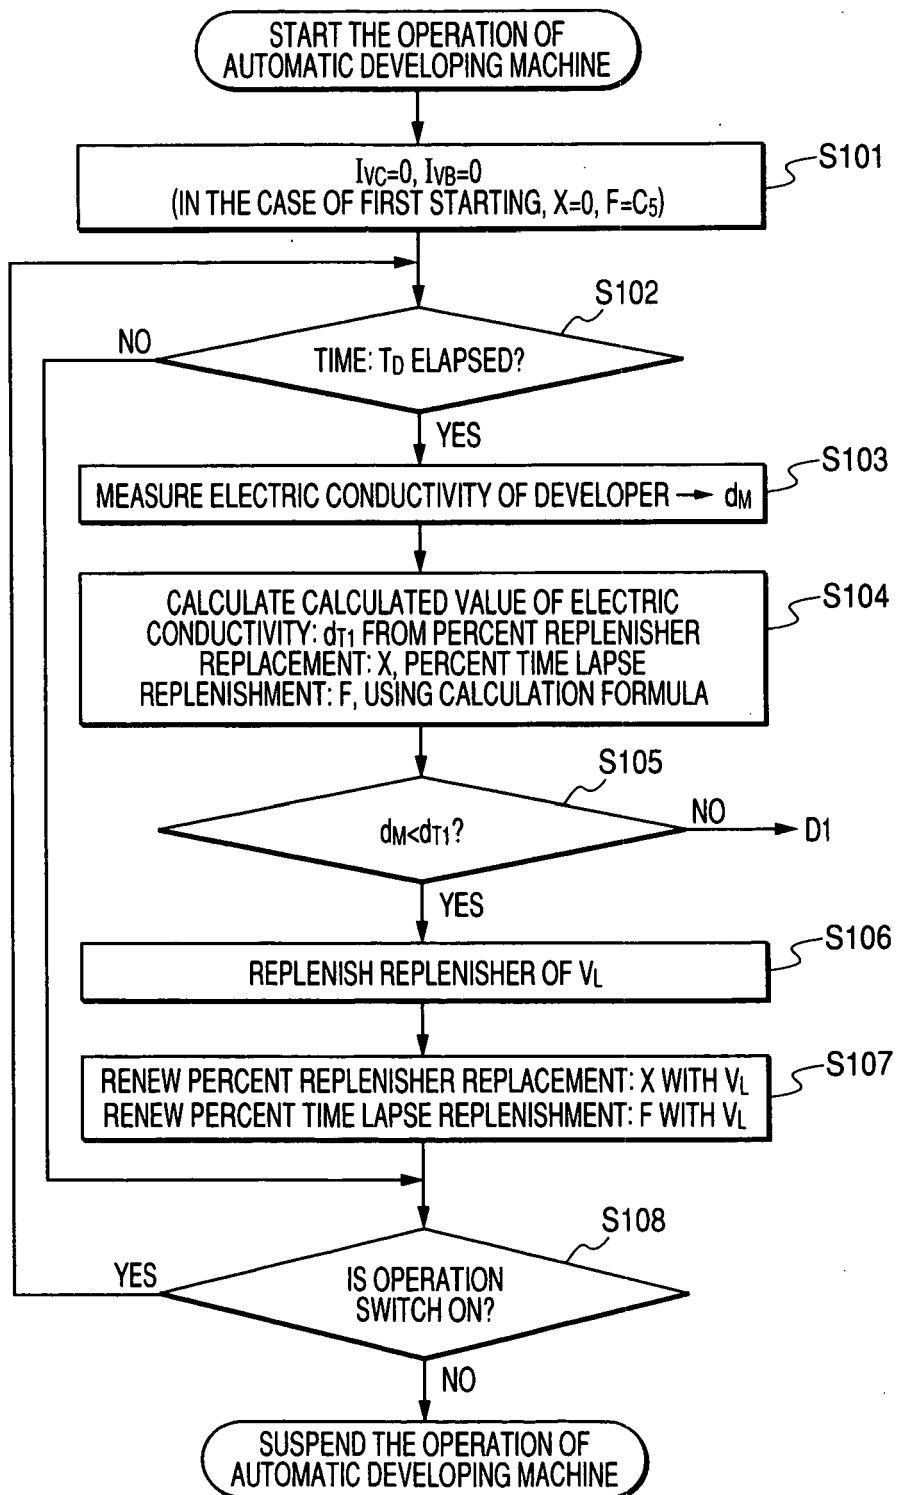 START THE OPERATION OF
AUTOMATIC DEVELOPING MACHINE
S101
IVC=0, IVB=0
(IN THE CASE OF FIRST STARTING, X=0, F=C5)
S102
NO
TIME: TD ELAPSED?
YES
S103
MEASURE ELECTRIC CONDUCTIVITY OF DEVELOPER → dM
S104
CALCULATE CALCULATED VALUE OF ELECTRIC
CONDUCTIVITY: dT1 FROM PERCENT REPLENISHER
REPLACEMENT: X, PERCENT TIME LAPSE
REPLENISHMENT: F, USING CALCULATION FORMULA
S105
dM<dT1?
NO
D1
YES
S106
REPLENISH REPLENISHER OF VL
S107
RENEW PERCENT REPLENISHER REPLACEMENT: X WITH VL
RENEW PERCENT TIME LAPSE REPLENISHMENT: F WITH VL
S108
YES
IS OPERATION
SWITCH ON?
NO
SUSPEND THE OPERATION OF
AUTOMATIC DEVELOPING MACHINE